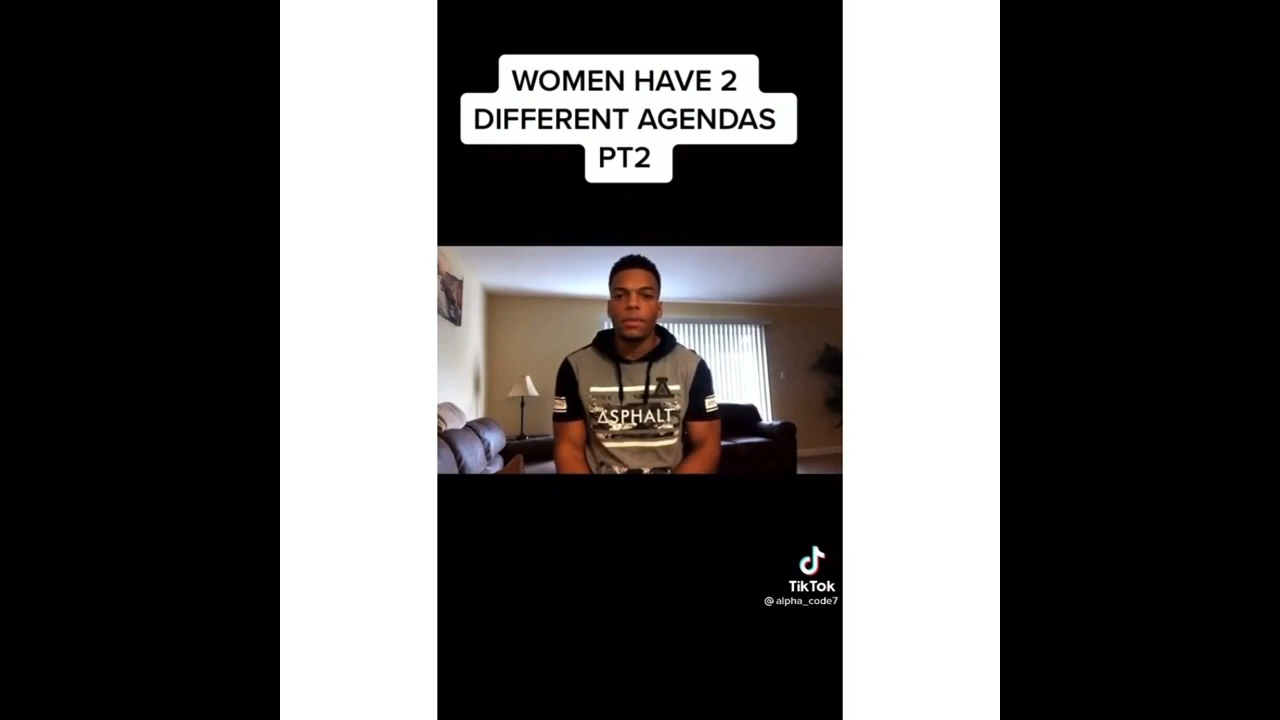 WOMEN HAVE 2
DIFFERENT AGENDAS
PT2
ASPHALT
TikTok
@alpha_code7